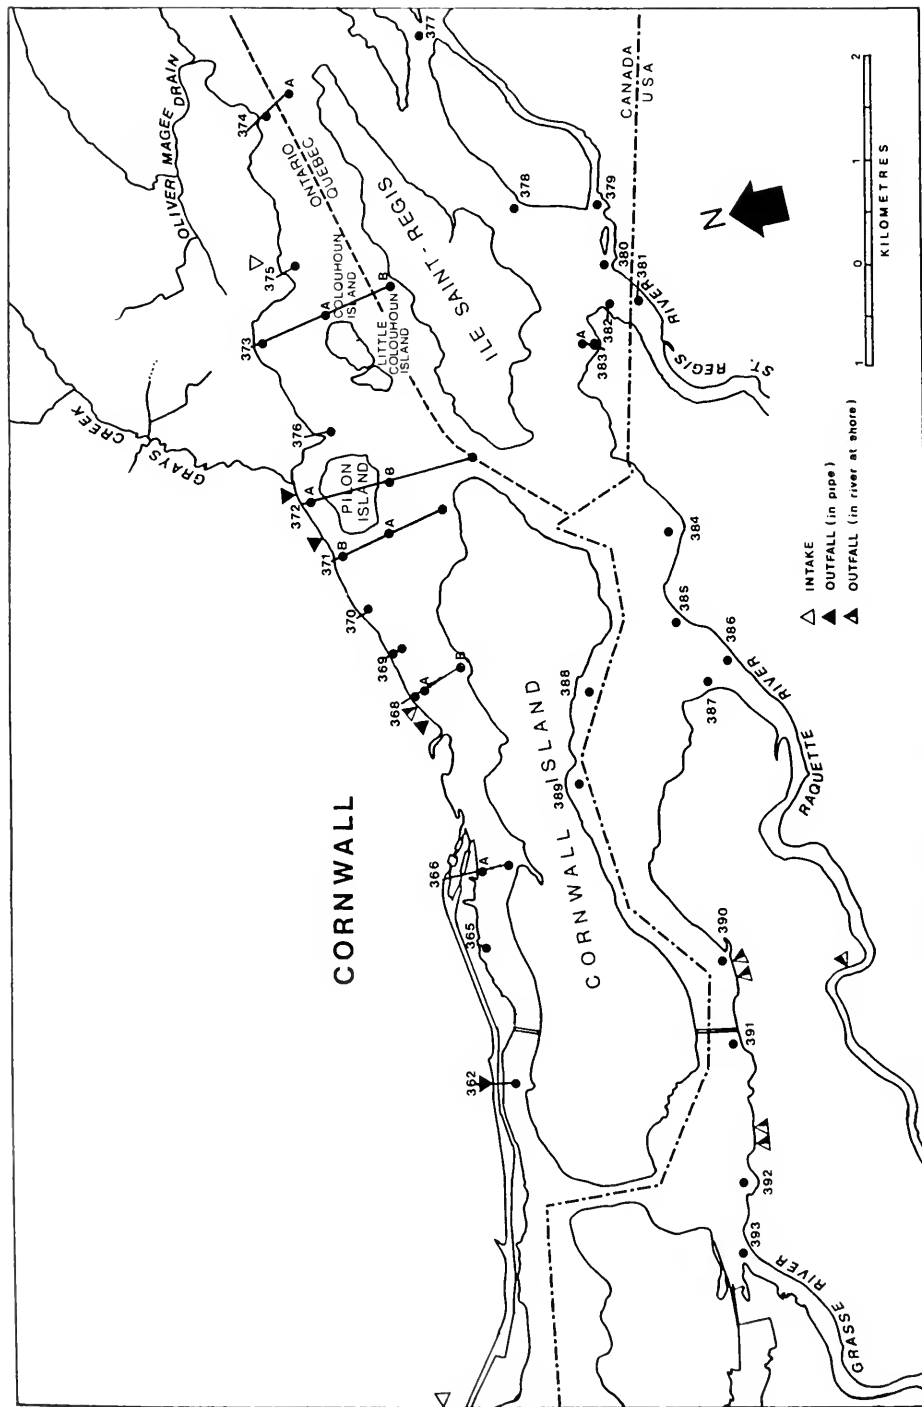 CORNWALL
GRAYS CREEK
OLIVER MAGEE DRAIN
ONTARIO
QUEBEC
COLQUHOUN
ISLAND
LITTLE
COLQUHOUN
ISLAND
PILON
ISLAND
ILE SAINT-REGIS
CORNWALL ISLAND
CANADA
USA
ST. REGIS RIVER
RAQUETTE RIVER
GRASSE RIVER
362
365
366
A
368
A
B
369
370
371
B
A
372
A
B
376
373
A
B
375
374
A
377
378
379
380
381
382
383
A
384
385
386
387
388
389
390
391
392
393
N
INTAKE
OUTFALL (in pipe)
OUTFALL (in river at shore)
1 0 1 2
KILOMETRES